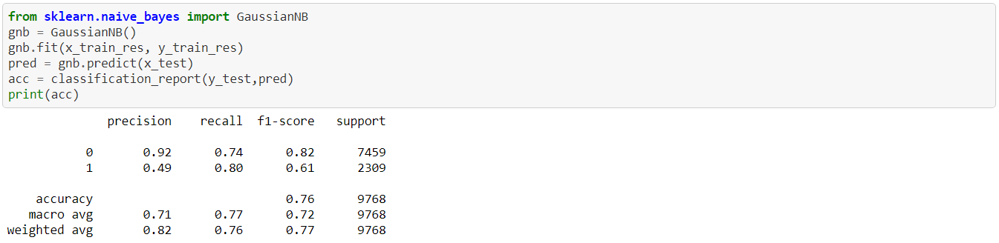 from sklearn.naive_bayes import GaussianNB
gnb = GaussianNB()
gnb.fit(x_train_res, y_train_res)
pred = gnb.predict(x_test)
acc = classification_report(y_test,pred)
print(acc)
precision recall f1-score support
0 0.92 0.74 0.82 7459
1 0.49 0.80 0.61 2309
accuracy 0.76 9768
macro avg 0.71 0.77 0.72 9768
weighted avg 0.82 0.76 0.77 9768